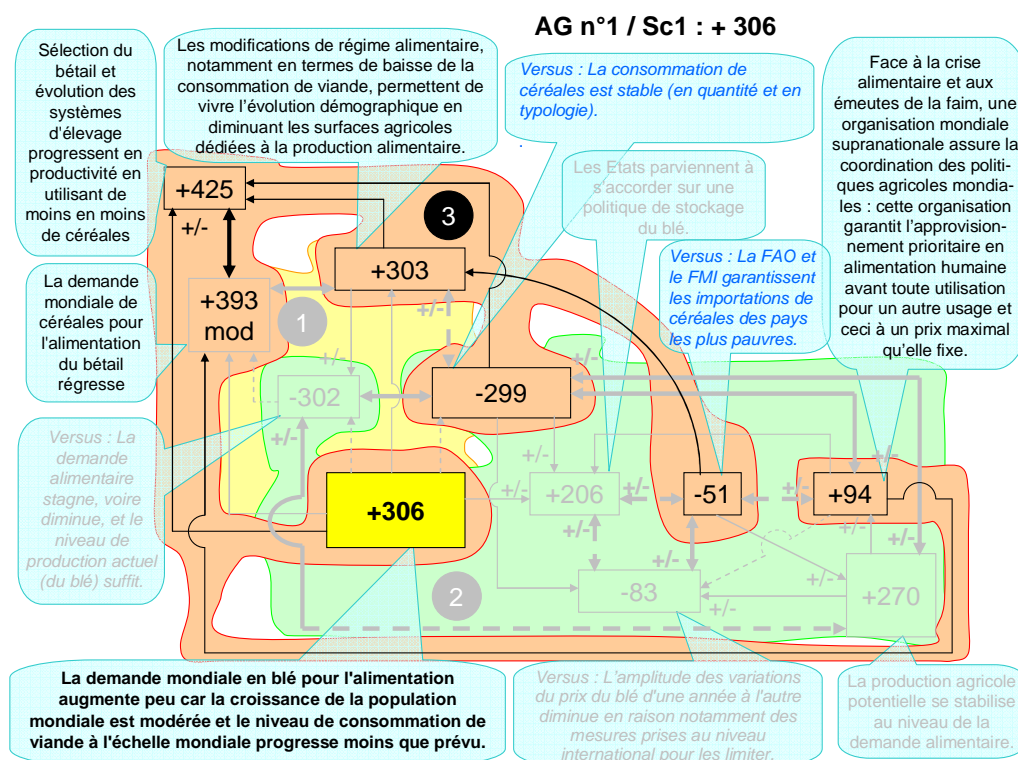 AG n°1 / Sc1 : + 306
Sélection du
bétail et
évolution des
systèmes
d'élevage
progressent en
productivité en
utilisant de
moins en moins
de céréales
Les modifications de régime alimentaire,
notamment en termes de baisse de la
consommation de viande, permettent de
vivre l'évolution démographique en
diminuant les surfaces agricoles
dédiées à la production alimentaire.
Versus : La consommation de
céréales est stable (en quantité et en
typologie).
.
Face à la crise
alimentaire et aux
émeutes de la faim, une
organisation mondiale
supranationale assure la
coordination des politi-
ques agricoles mondia-
les : cette organisation
garantit l'approvision-
nement prioritaire en
alimentation humaine
avant toute utilisation
pour un autre usage et
ceci à un prix maximal
qu'elle fixe.
Les Etats parviennent à
s'accorder sur une
politique de stockage
du blé.
Versus : La FAO et
le FMI garantissent
les importations de
céréales des pays
les plus pauvres.
La demande
mondiale de
céréales pour
l'alimentation
du bétail
régresse
+425
+/-
3
+303
+393
mod
1
+/-
+/-
+/-
-302
-299
+/-
Versus : La
demande
alimentaire
stagne, voire
diminue, et le
niveau de
production actuel
(du blé) suffit.
+306
+/-
+/-
+206
+/-
-51
+/-
+94
+/-
+/-
+/-
+/-
+/-
-83
+/-
+/-
+270
2
La demande mondiale en blé pour l'alimentation
augmente peu car la croissance de la population
mondiale est modérée et le niveau de consommation de
viande à l'échelle mondiale progresse moins que prévu.
Versus : L'amplitude des variations
du prix du blé d'une année à l'autre
diminue en raison notamment des
mesures prises au niveau
international pour les limiter.
La production agricole
potentielle se stabilise
au niveau de la
demande alimentaire.